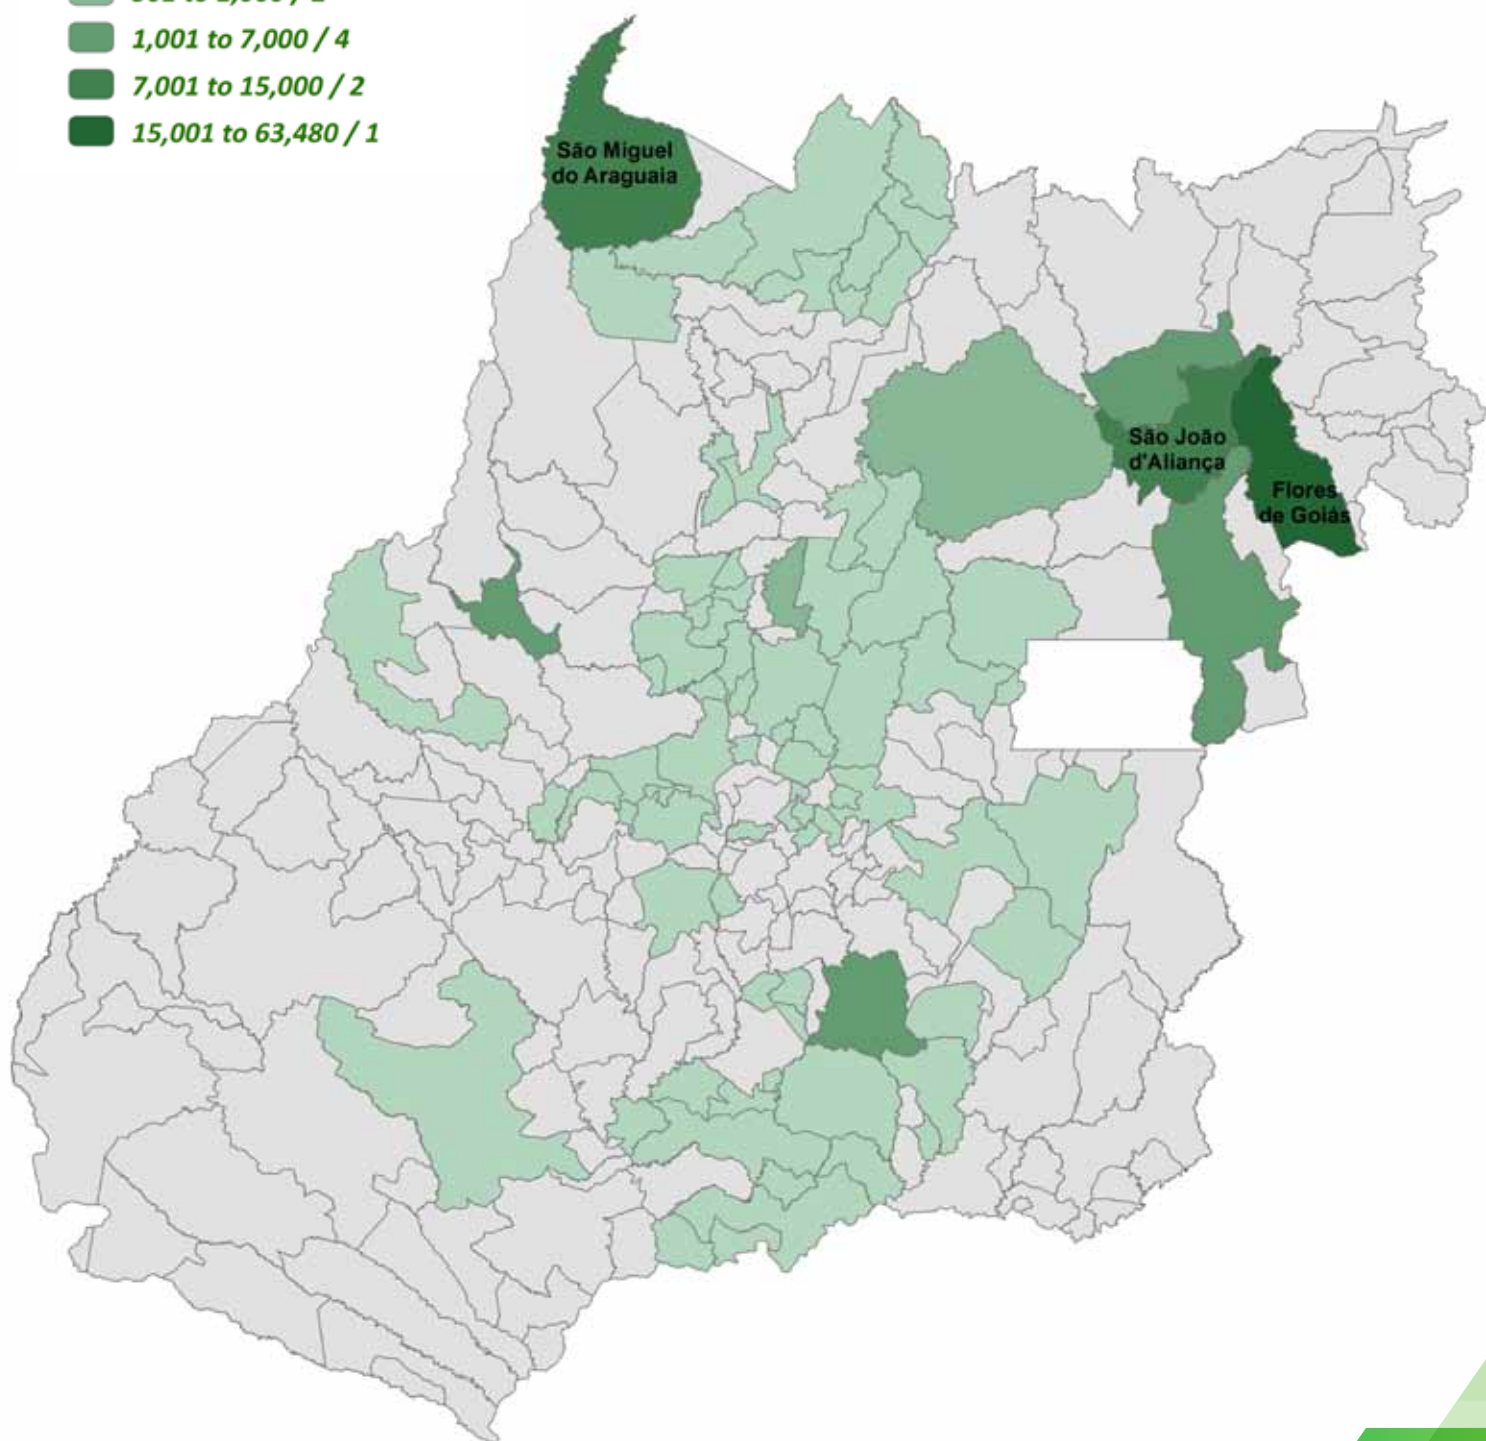 1,001 to 7,000 / 4
7,001 to 15,000 / 2
15,001 to 63,480 / 1
São Miguel
do Araguaia
São João
d'Aliança
Flores
de Goiás